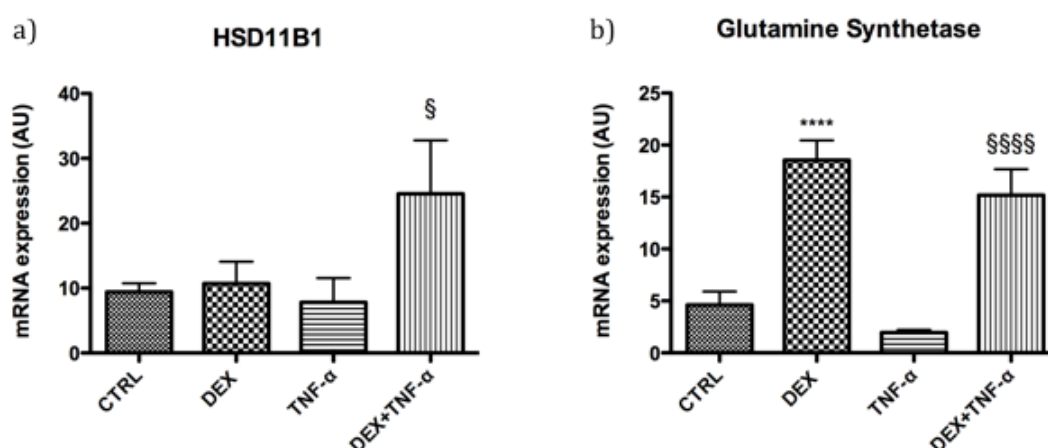 a)
HSD11B1
mRNA expression (AU)
40
30
20
10
0
§
CTRL
DEX
TNF-α
DEX+TNF-α
b)
Glutamine Synthetase
mRNA expression (AU)
25
20
15
10
5
0
****
§§§§
CTRL
DEX
TNF-α
DEX+TNF-α